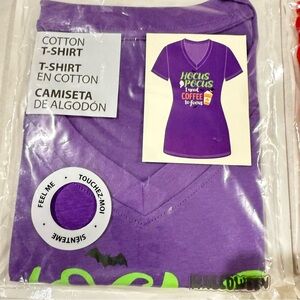 COTTON
T-SHIRT
T-SHIRT
EN COTTON
CAMISETA
DE ALGODÓN
HOCUS
POCUS
I need
COFFEE
to focus
FEEL ME • TOUCHEZ-MOI • SIÉNTEME •